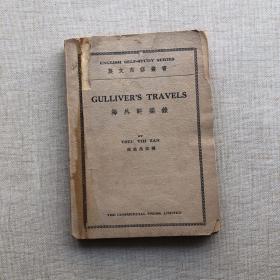 ENGLISH SELF-STUDY SERIES
英文自修叢書
GULLIVER'S TRAVELS
海外軒渠錄
BY
THE COMMERCIAL PRESS, LIMITED